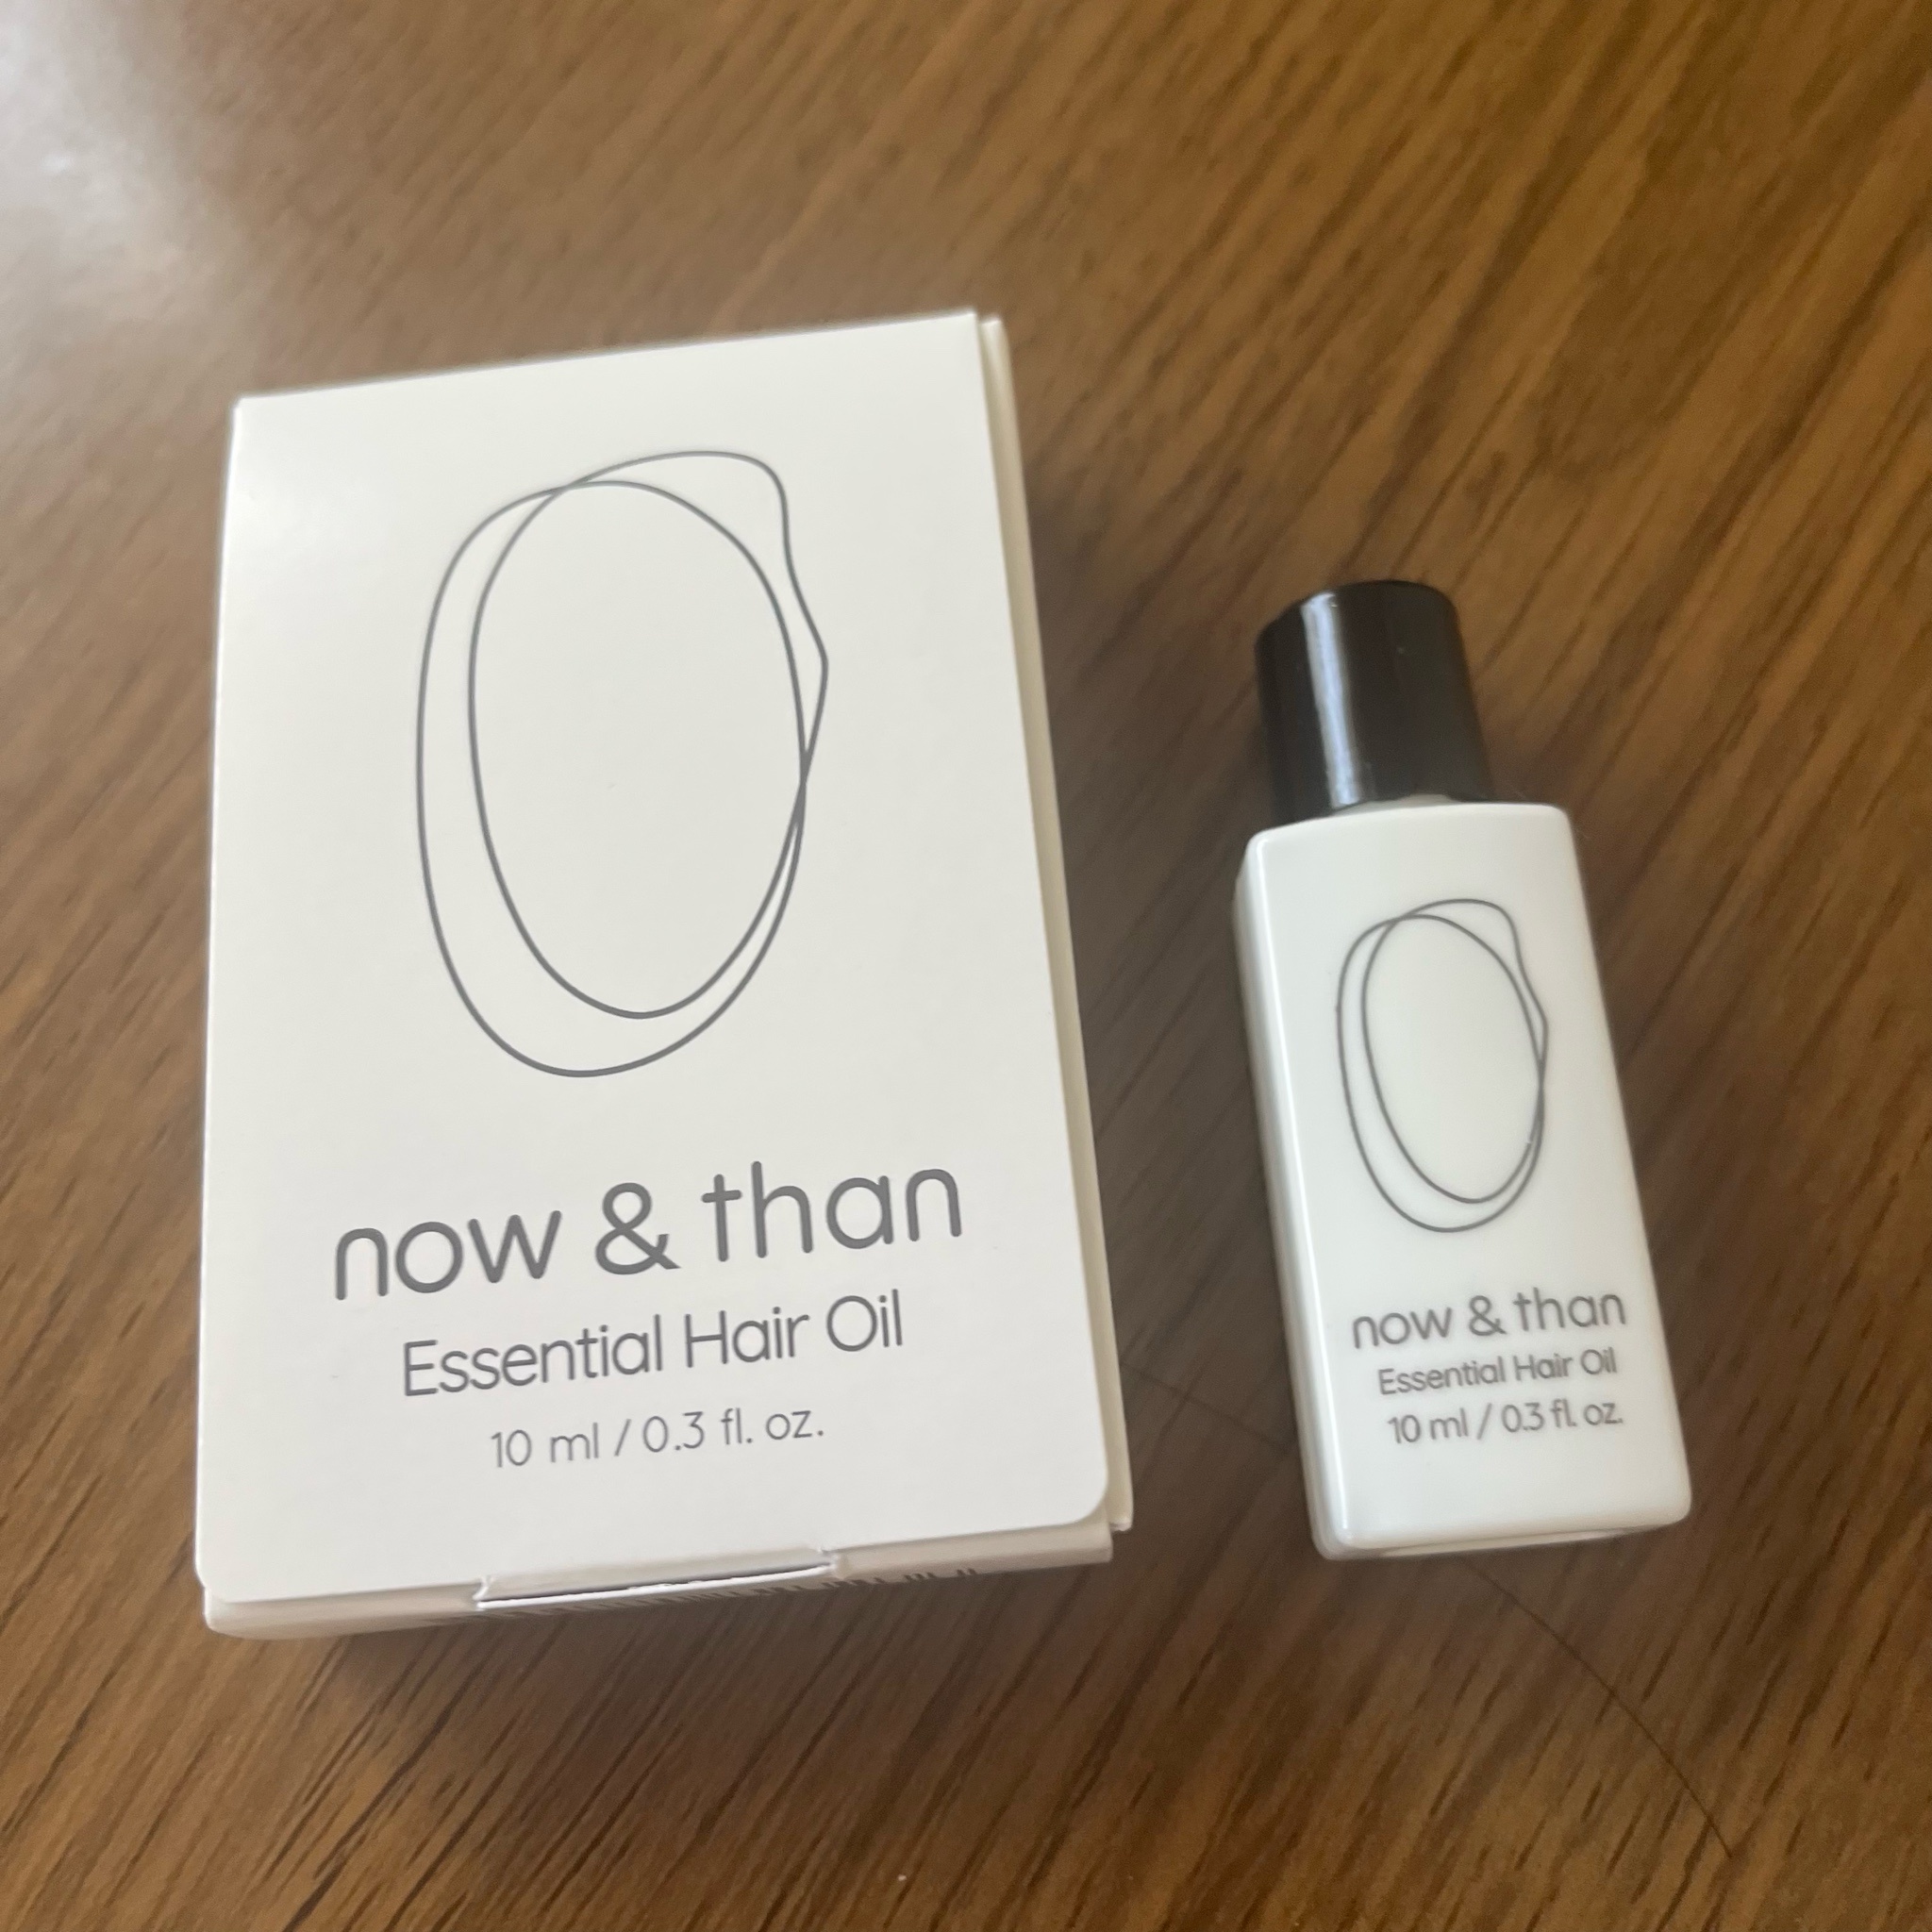 now & than
Essential Hair Oil
10 ml / 0.3 fl. oz.
now & than
Essential Hair Oil
10 ml / 0.3 fl. oz.